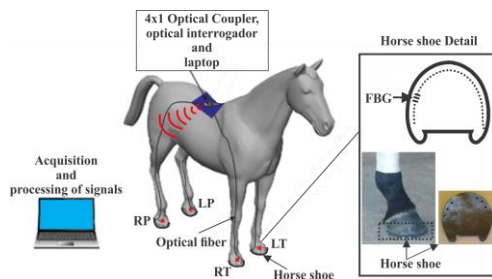 4x1 Optical Coupler,
optical interrogador
and
laptop
Horse shoe Detail
FBG
Acquisition
and
processing of signals
LP
RP
Optical fiber
LT
RT
Horse shoe
Horse shoe